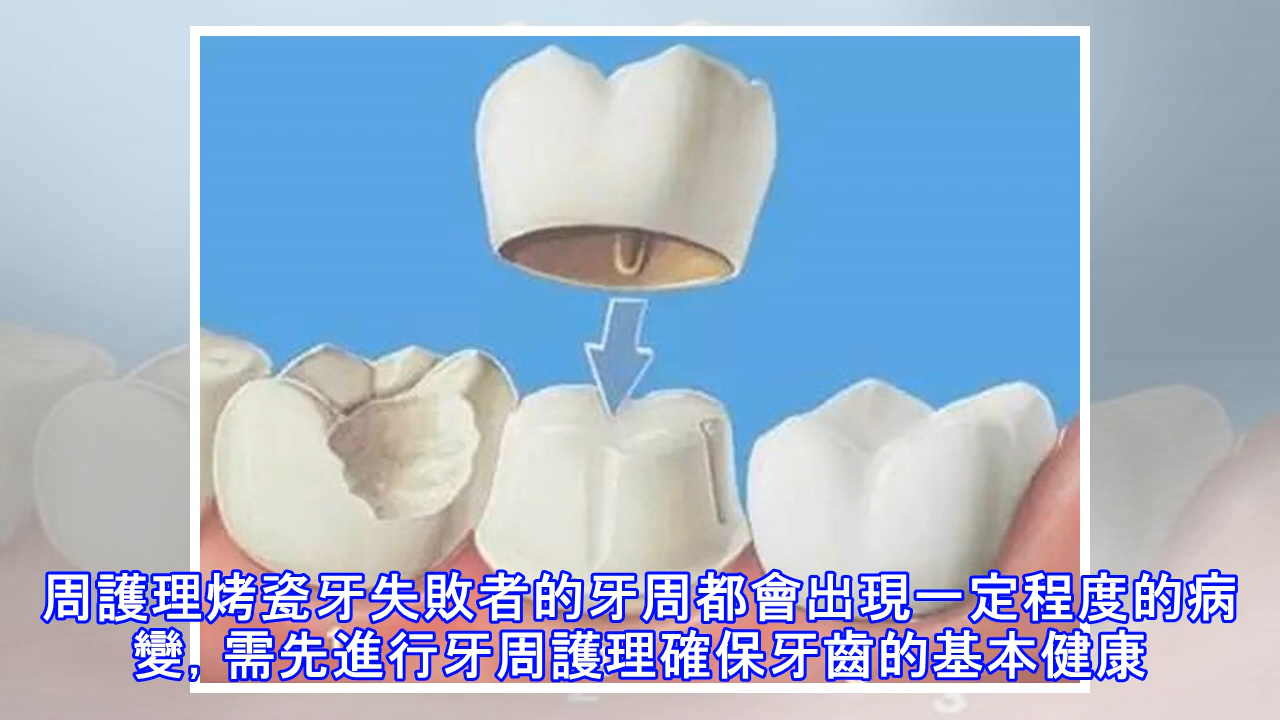 周護理烤瓷牙失敗者的牙周都會出現一定程度的病
變, 需先進行牙周護理確保牙齒的基本健康
2 3